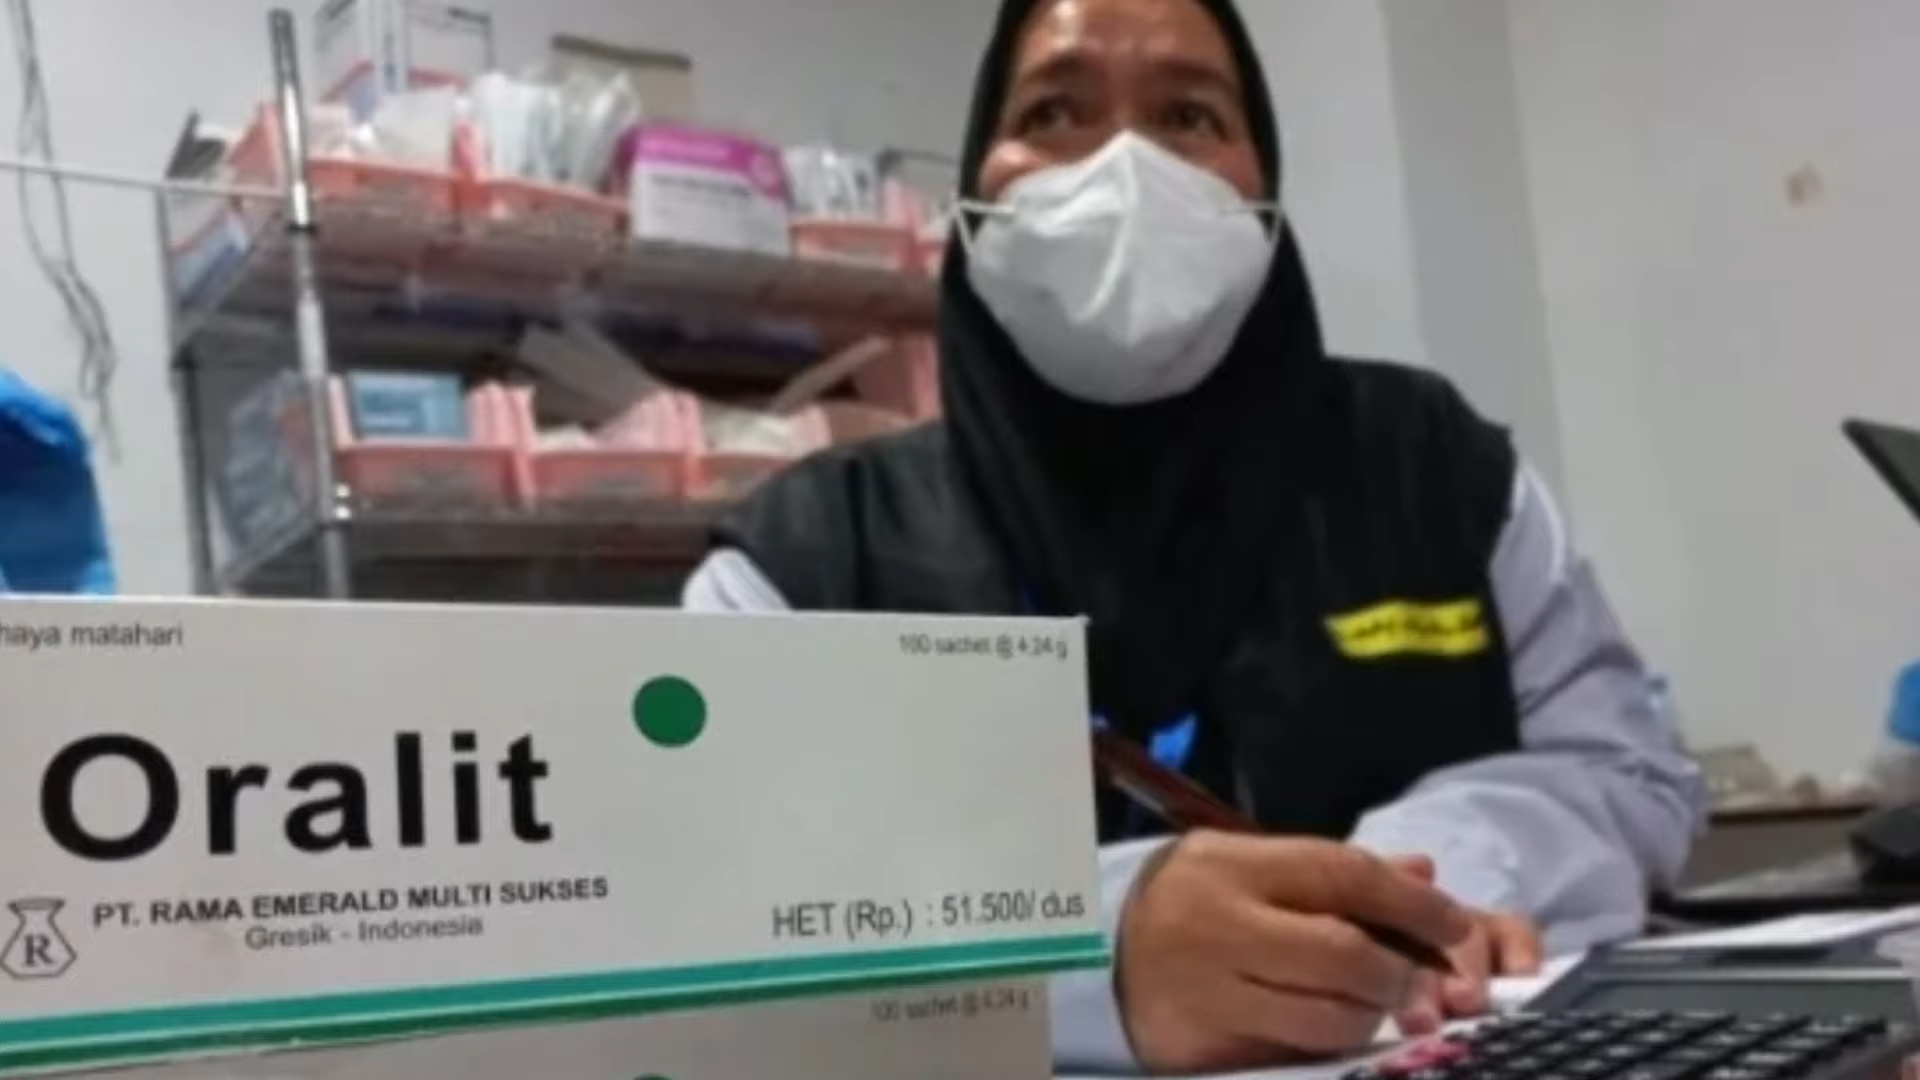 haya matahari
100 sachet @ 4.24 g
Oralit
R
PT. RAMA EMERALD MULTI SUKSES
Gresik - Indonesia
HET (Rp.) : 51.500/ dus
100 sachet @ 4.24 g